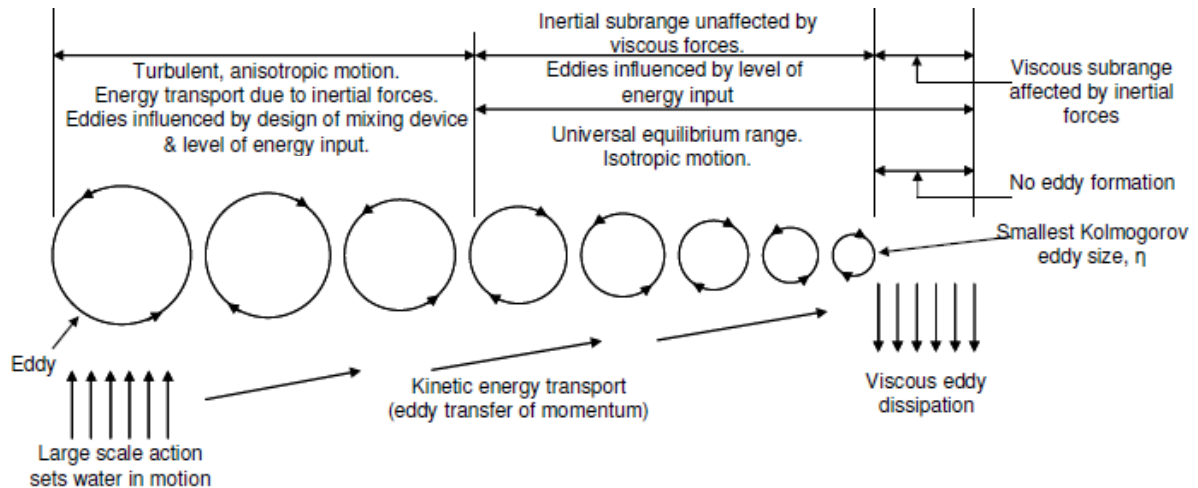 Turbulent, anisotropic motion.
Energy transport due to inertial forces.
Eddies influenced by design of mixing device
& level of energy input.
Inertial subrange unaffected by
viscous forces.
Eddies influenced by level of
energy input
Universal equilibrium range.
Isotropic motion.
Viscous subrange
affected by inertial
forces
No eddy formation
Smallest Kolmogorov
eddy size, η
Eddy
Large scale action
sets water in motion
Kinetic energy transport
(eddy transfer of momentum)
Viscous eddy
dissipation